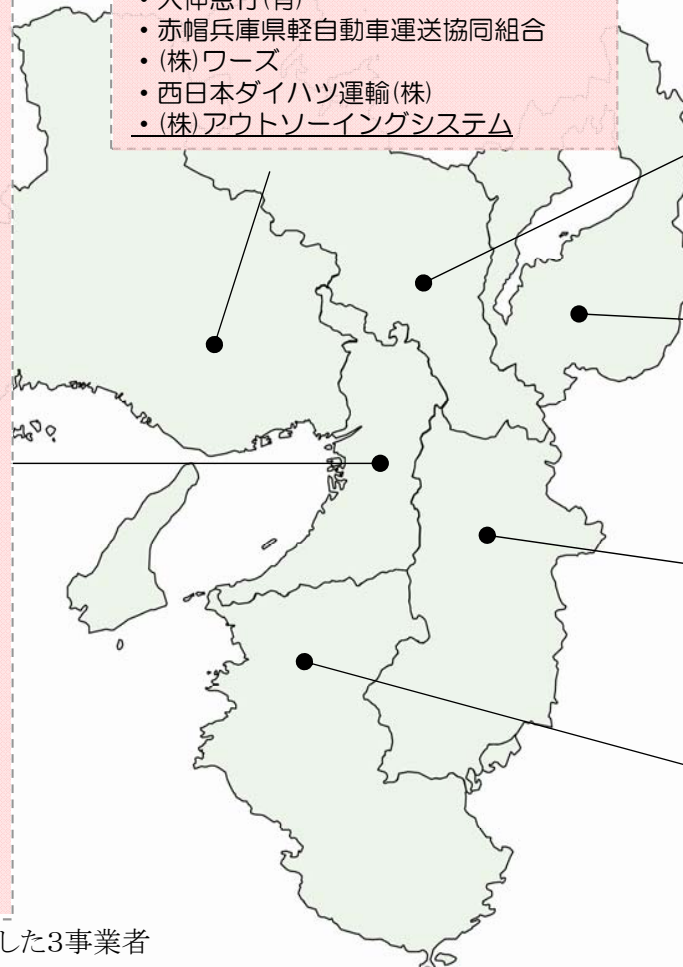 ・赤帽兵庫県軽自動車運送協同組合
・(株)ワーズ
・西日本ダイハツ運輸(株)
・(株)アウトソーイングシステム
した3事業者